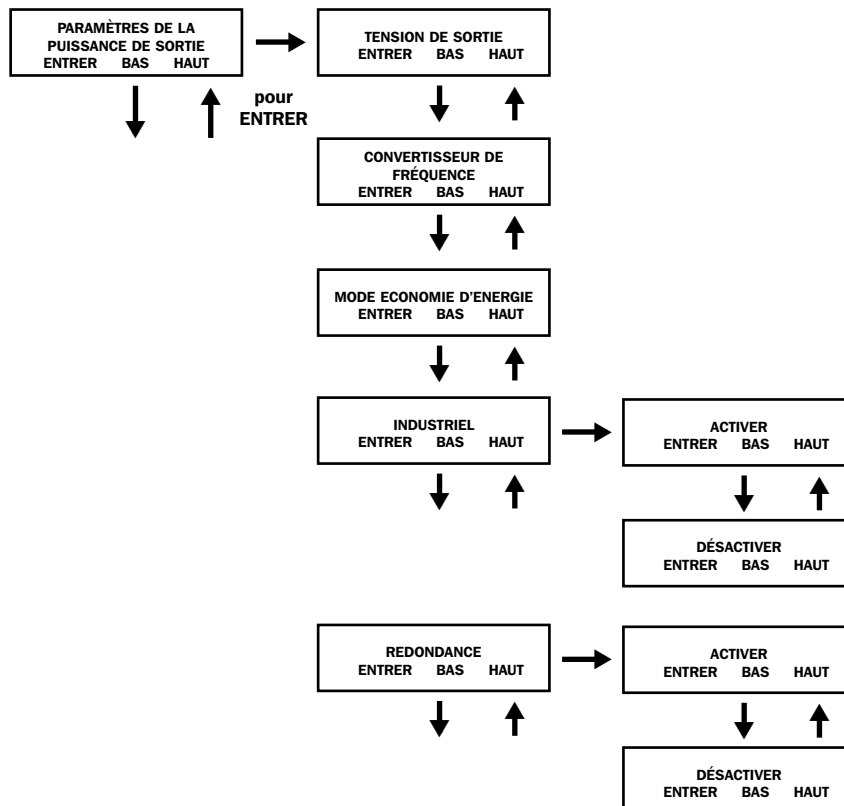 PARAMÈTRES DE LA
PUISSANCE DE SORTIE
ENTRER BAS HAUT
pour
ENTRER
TENSION DE SORTIE
ENTRER BAS HAUT
CONVERTISSEUR DE
FRÉQUENCE
ENTRER BAS HAUT
MODE ECONOMIE D'ENERGIE
ENTRER BAS HAUT
INDUSTRIEL
ENTRER BAS HAUT
ACTIVER
ENTRER BAS HAUT
DÉSACTIVER
ENTRER BAS HAUT
REDONDANCE
ENTRER BAS HAUT
ACTIVER
ENTRER BAS HAUT
DÉSACTIVER
ENTRER BAS HAUT